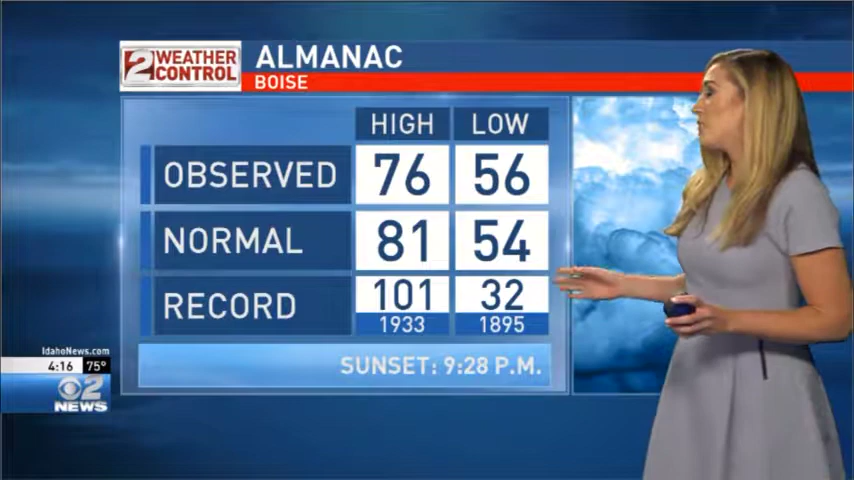 2 WEATHER CONTROL
ALMANAC
BOISE
HIGH LOW
OBSERVED 76 56
NORMAL 81 54
RECORD 101 32
1933 1895
SUNSET: 9:28 P.M.
IdahoNews.com
4:16 75°
2
NEWS